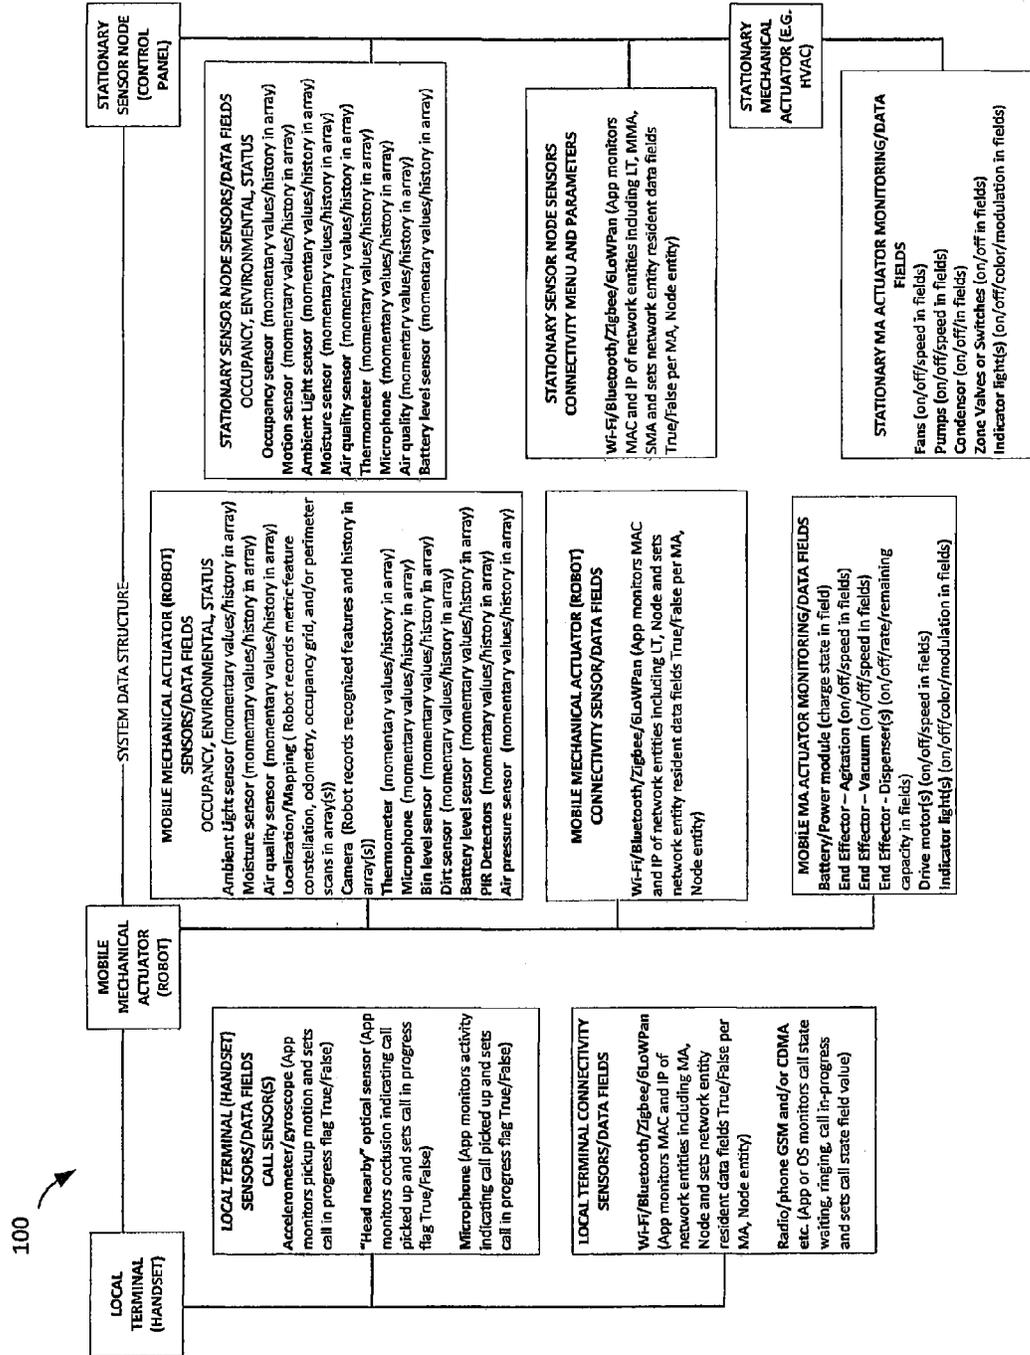 100
SYSTEM DATA STRUCTURE
LOCAL
TERMINAL
(HANDSET)
LOCAL TERMINAL (HANDSET)
SENSORS/DATA FIELDS
CALL SENSOR(S)
Accelerometer/gyroscope (App
monitors pickup motion and sets
call in progress flag True/False)
"Head nearby" optical sensor (App
monitors occlusion indicating call
picked up and sets call in progress
flag True/False)
Microphone (App monitors activity
indicating call picked up and sets
call in progress flag True/False)
LOCAL TERMINAL CONNECTIVITY
SENSORS/DATA FIELDS
Wi-Fi/Bluetooth/Zigbee/6LoWPan
(App monitors MAC and IP of
network entities including MA,
Node and sets network entity
resident data fields True/False per
MA, Node entity)
Radio/phone GSM and/or CDMA
etc. (App or OS monitors call state
waiting, ringing, call in-progress
and sets call state field value)
MOBILE
MECHANICAL
ACTUATOR
(ROBOT)
MOBILE MECHANICAL ACTUATOR (ROBOT)
SENSORS/DATA FIELDS
OCCUPANCY, ENVIRONMENTAL, STATUS
Ambient Light sensor (momentary values/history in array)
Moisture sensor (momentary values/history in array)
Air quality sensor (momentary values/history in array)
Localization/Mapping ( Robot records metric feature
constellation, odometry, occupancy grid, and/or perimeter
scans in array(s))
Camera (Robot records recognized features and history in
array(s))
Thermometer (momentary values/history in array)
Microphone (momentary values/history in array)
Bin level sensor (momentary values/history in array)
Dirt sensor (momentary values/history in array)
Battery level sensor (momentary values/history in array)
PIR Detectors (momentary values/history in array)
Air pressure sensor (momentary values/history in array)
MOBILE MECHANICAL ACTUATOR (ROBOT)
CONNECTIVITY SENSOR/DATA FIELDS
Wi-Fi/Bluetooth/Zigbee/6LoWPan (App monitors MAC
and IP of network entities including LT, Node and sets
network entity resident data fields True/False per MA,
Node entity)
MOBILE MA ACTUATOR MONITORING/DATA FIELDS
Battery/Power module (charge state in field)
End Effector – Agitation (on/off/speed in fields)
End Effector – Vacuum (on/off/speed in fields)
End Effector - Dispenser(s) (on/off/rate/remaining
capacity in fields)
Drive motor(s) (on/off/speed in fields)
Indicator light(s) (on/off/color/modulation in fields)
STATIONARY
SENSOR NODE
(CONTROL
PANEL)
STATIONARY SENSOR NODE SENSORS/DATA FIELDS
OCCUPANCY, ENVIRONMENTAL, STATUS
Occupancy sensor (momentary values/history in array)
Motion sensor (momentary values/history in array)
Ambient Light sensor (momentary values/history in array)
Moisture sensor (momentary values/history in array)
Air quality sensor (momentary values/history in array)
Thermometer (momentary values/history in array)
Microphone (momentary values/history in array)
Air quality (momentary values/history in array)
Battery level sensor (momentary values/history in array)
STATIONARY SENSOR NODE SENSORS
CONNECTIVITY MENU AND PARAMETERS
Wi-Fi/Bluetooth/Zigbee/6LoWPan (App monitors
MAC and IP of network entities including LT, MMA,
SMA and sets network entity resident data fields
True/False per MA, Node entity)
STATIONARY
MECHANICAL
ACTUATOR (E.G.
HVAC)
STATIONARY MA ACTUATOR MONITORING/DATA
FIELDS
Fans (on/off/speed in fields)
Pumps (on/off/speed in fields)
Condensor (on/off/in fields)
Zone Valves or Switches (on/off in fields)
Indicator light(s) (on/off/color/modulation in fields)